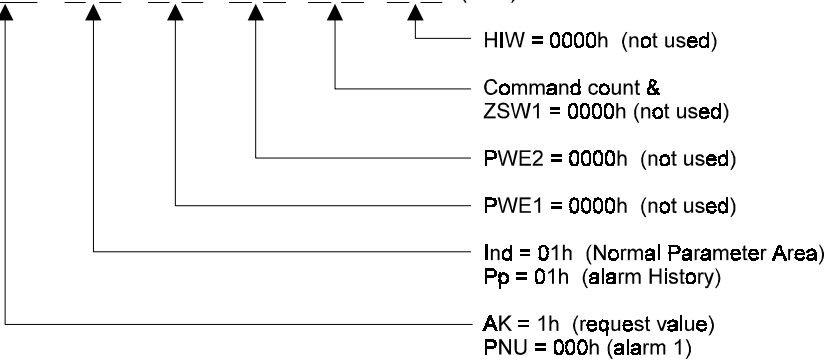 HIW = 0000h (not used)
Command count &
ZSW1 = 0000h (not used)
PWE2 = 0000h (not used)
PWE1 = 0000h (not used)
Ind = 01h (Normal Parameter Area)
Pp = 01h (alarm History)
AK = 1h (request value)
PNU = 000h (alarm 1)